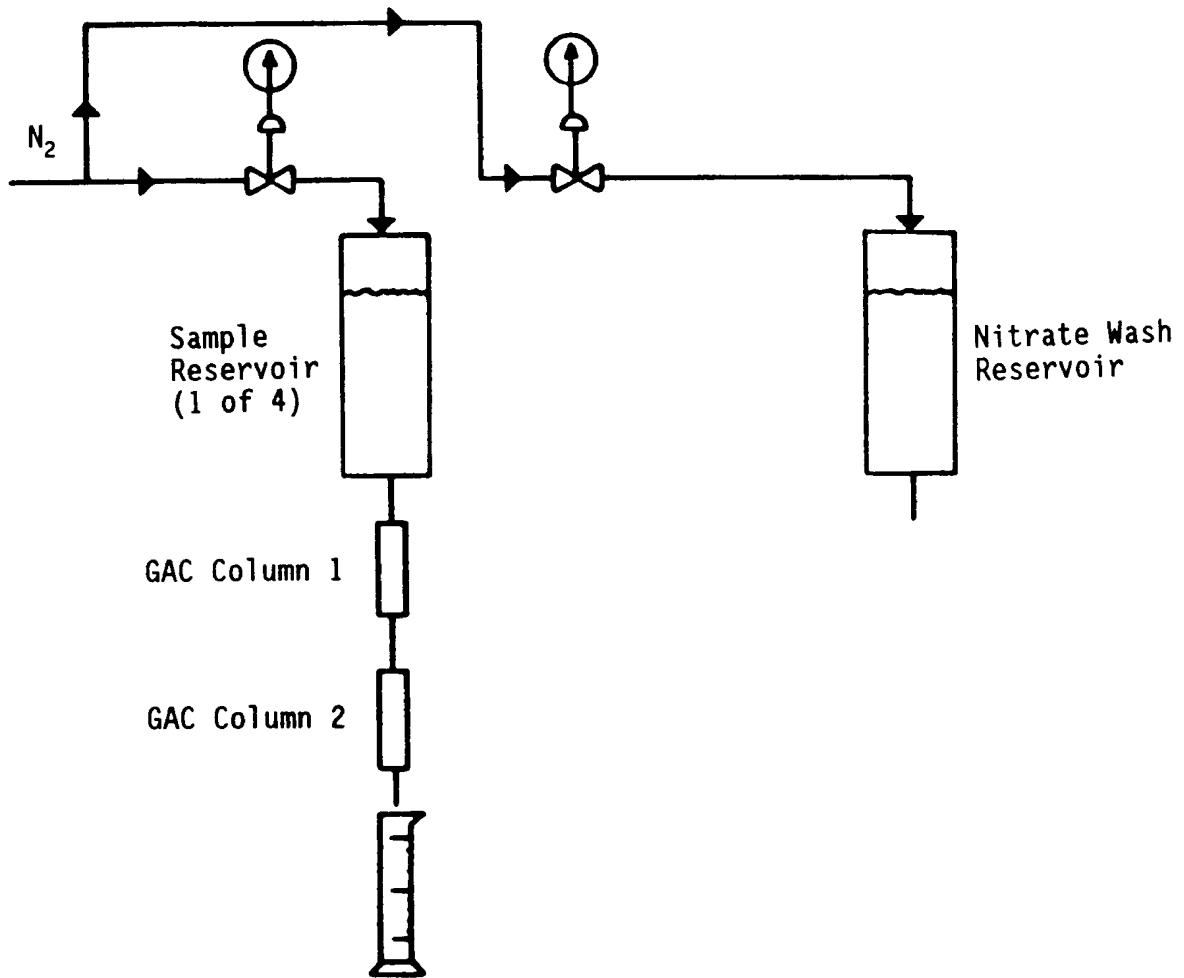 N2
Sample
Reservoir
(1 of 4)
Nitrate Wash
Reservoir
GAC Column 1
GAC Column 2